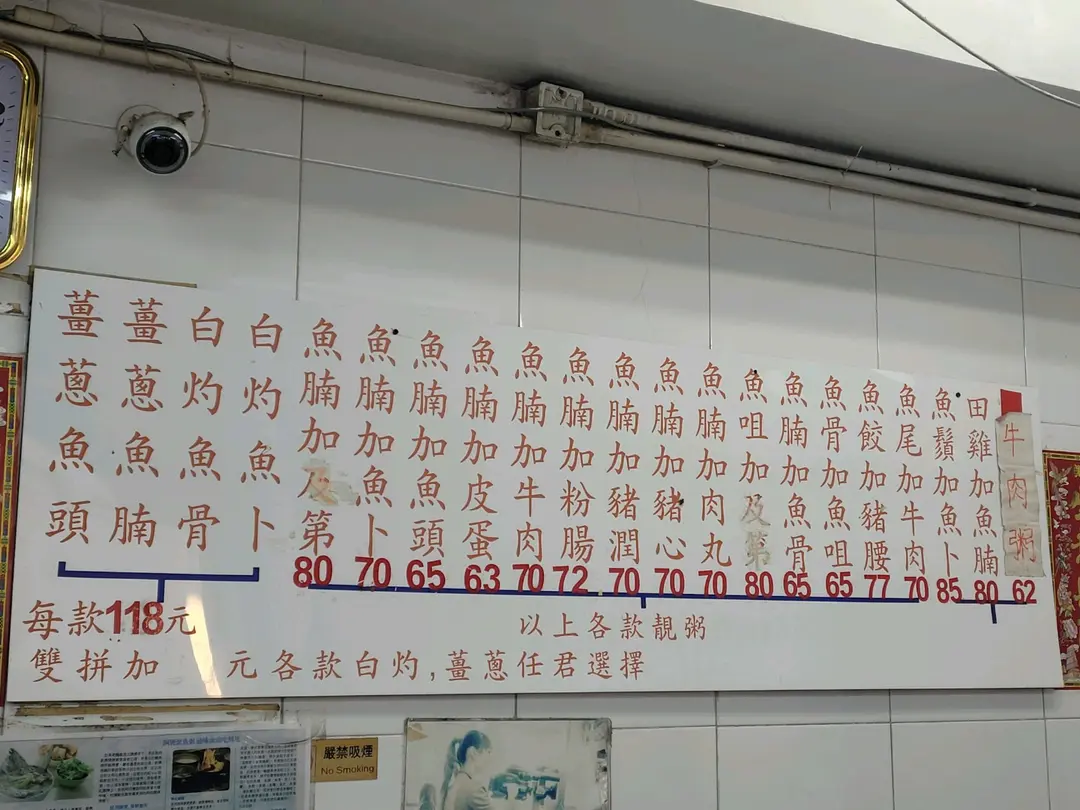 薑蔥魚頭
薑蔥魚腩
白灼魚骨
白灼魚卜
魚腩加及第 80
魚腩加魚卜 70
魚腩加魚頭 65
魚腩加皮蛋 63
魚腩加牛肉 70
魚腩加粉腸 72
魚腩加豬潤 70
魚腩加豬心 70
魚腩加肉丸 70
魚咀加及第 80
魚腩加魚骨 65
魚骨加魚咀 65
魚餃加豬腰 77
魚尾加牛肉 70
魚鬚加魚卜 85
田雞加魚腩 80
牛肉粥 62
每款118元
以上各款靚粥
雙拼加 元各款白灼,薑蔥任君選擇
嚴禁吸煙
No Smoking